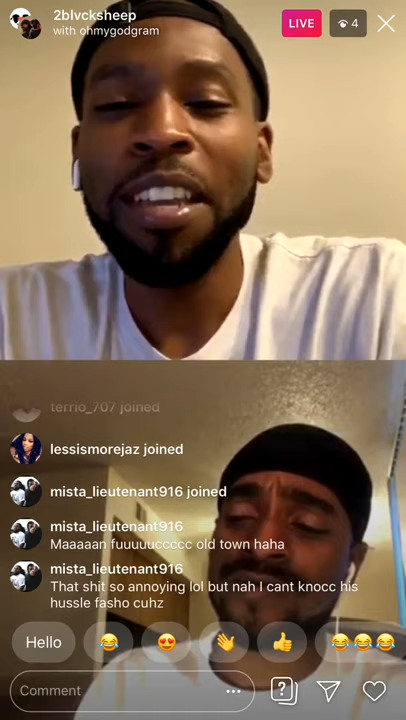 2blvcksheep
with ohmygodgram
LIVE
4
terrio_707 joined
lessismorejaz joined
mista_lieutenant916 joined
mista_lieutenant916
Maaaaan fuuuuuccccc old town haha
mista_lieutenant916
That shit so annoying lol but nah I cant knocc his
hussle fasho cuhz
Hello
Comment